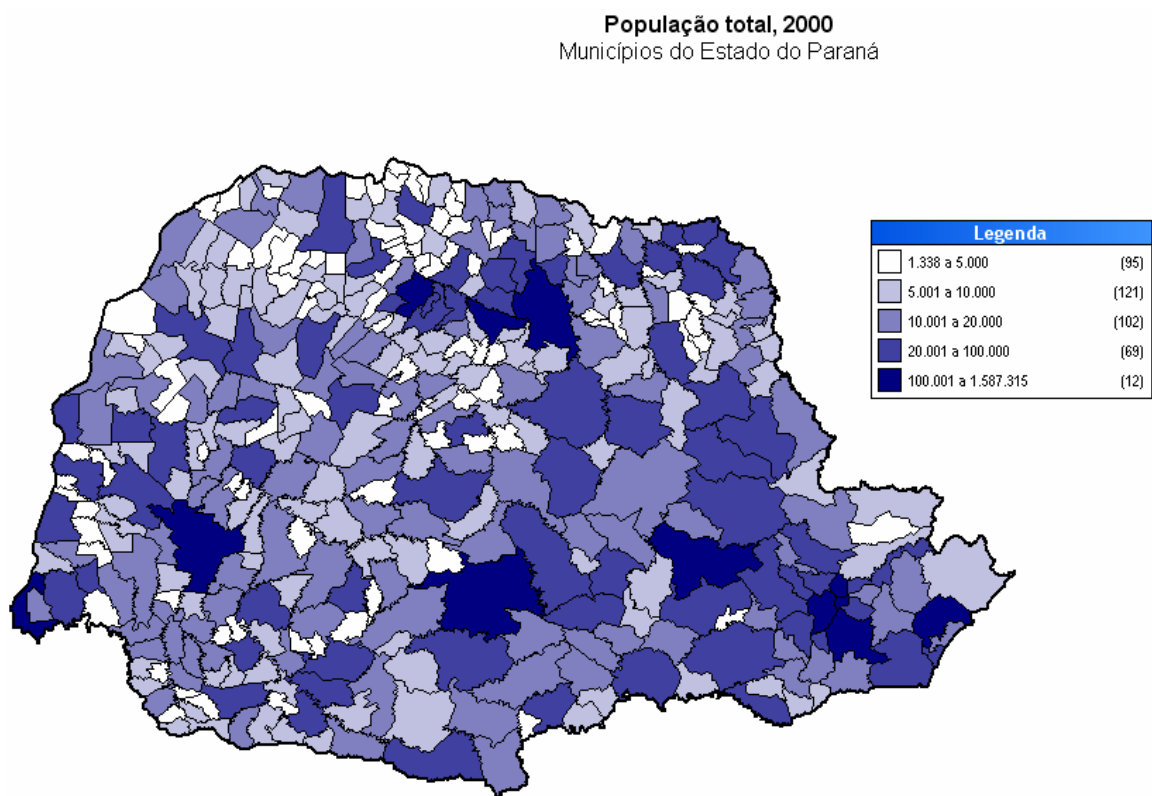 População total, 2000
Municípios do Estado do Paraná
Legenda
1.338 a 5.000 (95)
5.001 a 10.000 (121)
10.001 a 20.000 (102)
20.001 a 100.000 (69)
100.001 a 1.587.315 (12)